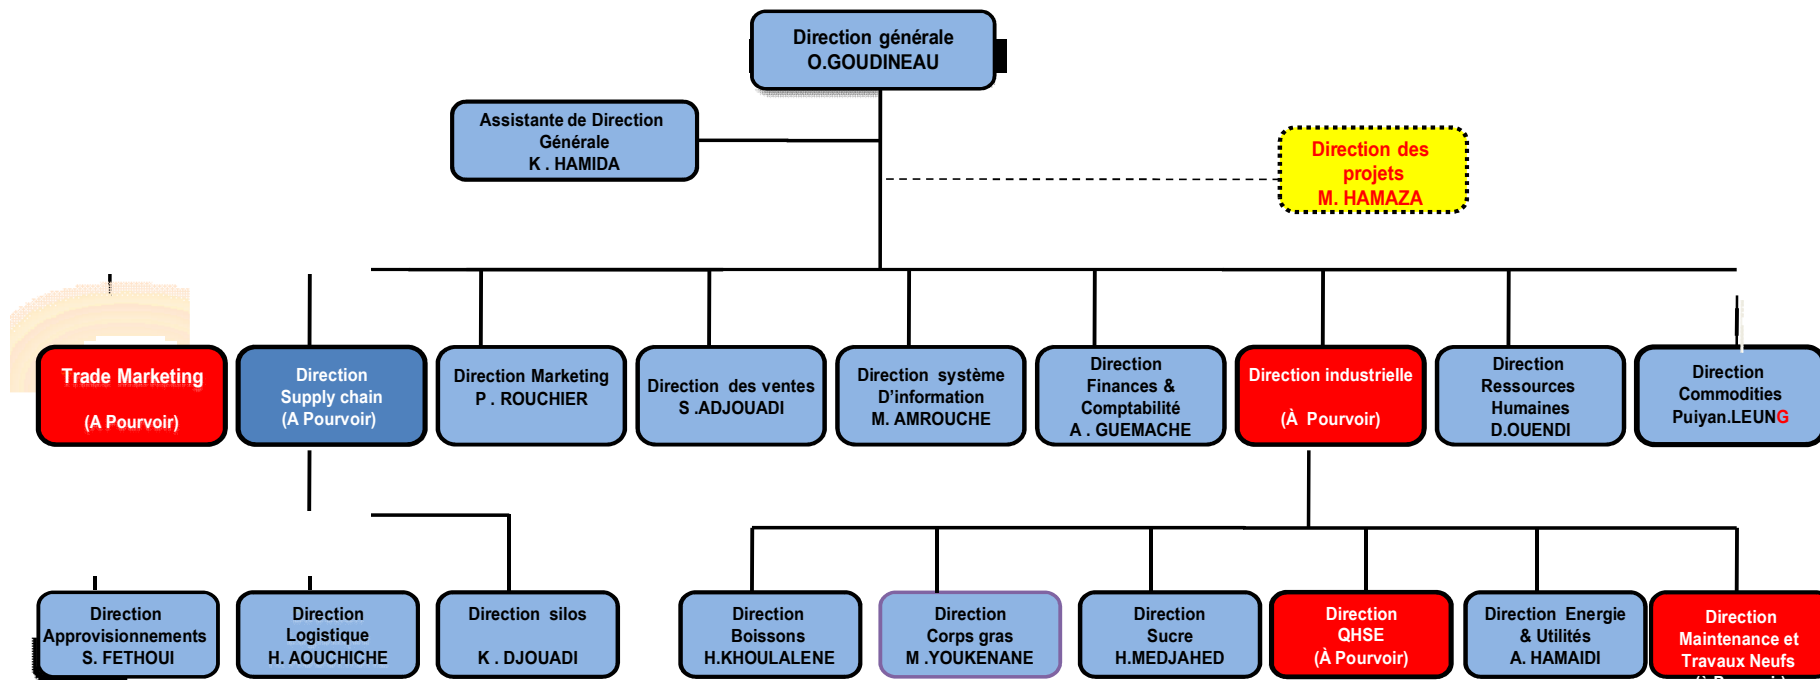 Direction générale
O.GOUDINEAU
Assistante de Direction
Générale
K . HAMIDA
Direction des
projets
M. HAMAZA
Trade Marketing
(A Pourvoir)
Direction
Supply chain
(A Pourvoir)
Direction Marketing
P . ROUCHIER
Direction des ventes
S .ADJOUADI
Direction système
D'information
M. AMROUCHE
Direction
Finances &
Comptabilité
A . GUEMACHE
Direction industrielle
(À Pourvoir)
Direction
Ressources
Humaines
D.OUENDI
Direction
Commodities
Puiyan.LEUNG
Direction
Approvisionnements
S. FETHOUI
Direction
Logistique
H. AOUCHICHE
Direction silos
K . DJOUADI
Direction
Boissons
H.KHOULALENE
Direction
Corps gras
M .YOUKENANE
Direction
Sucre
H.MEDJAHED
Direction
QHSE
(À Pourvoir)
Direction Energie
& Utilités
A. HAMAIDI
Direction
Maintenance et
Travaux Neufs
(à Pourvoir)